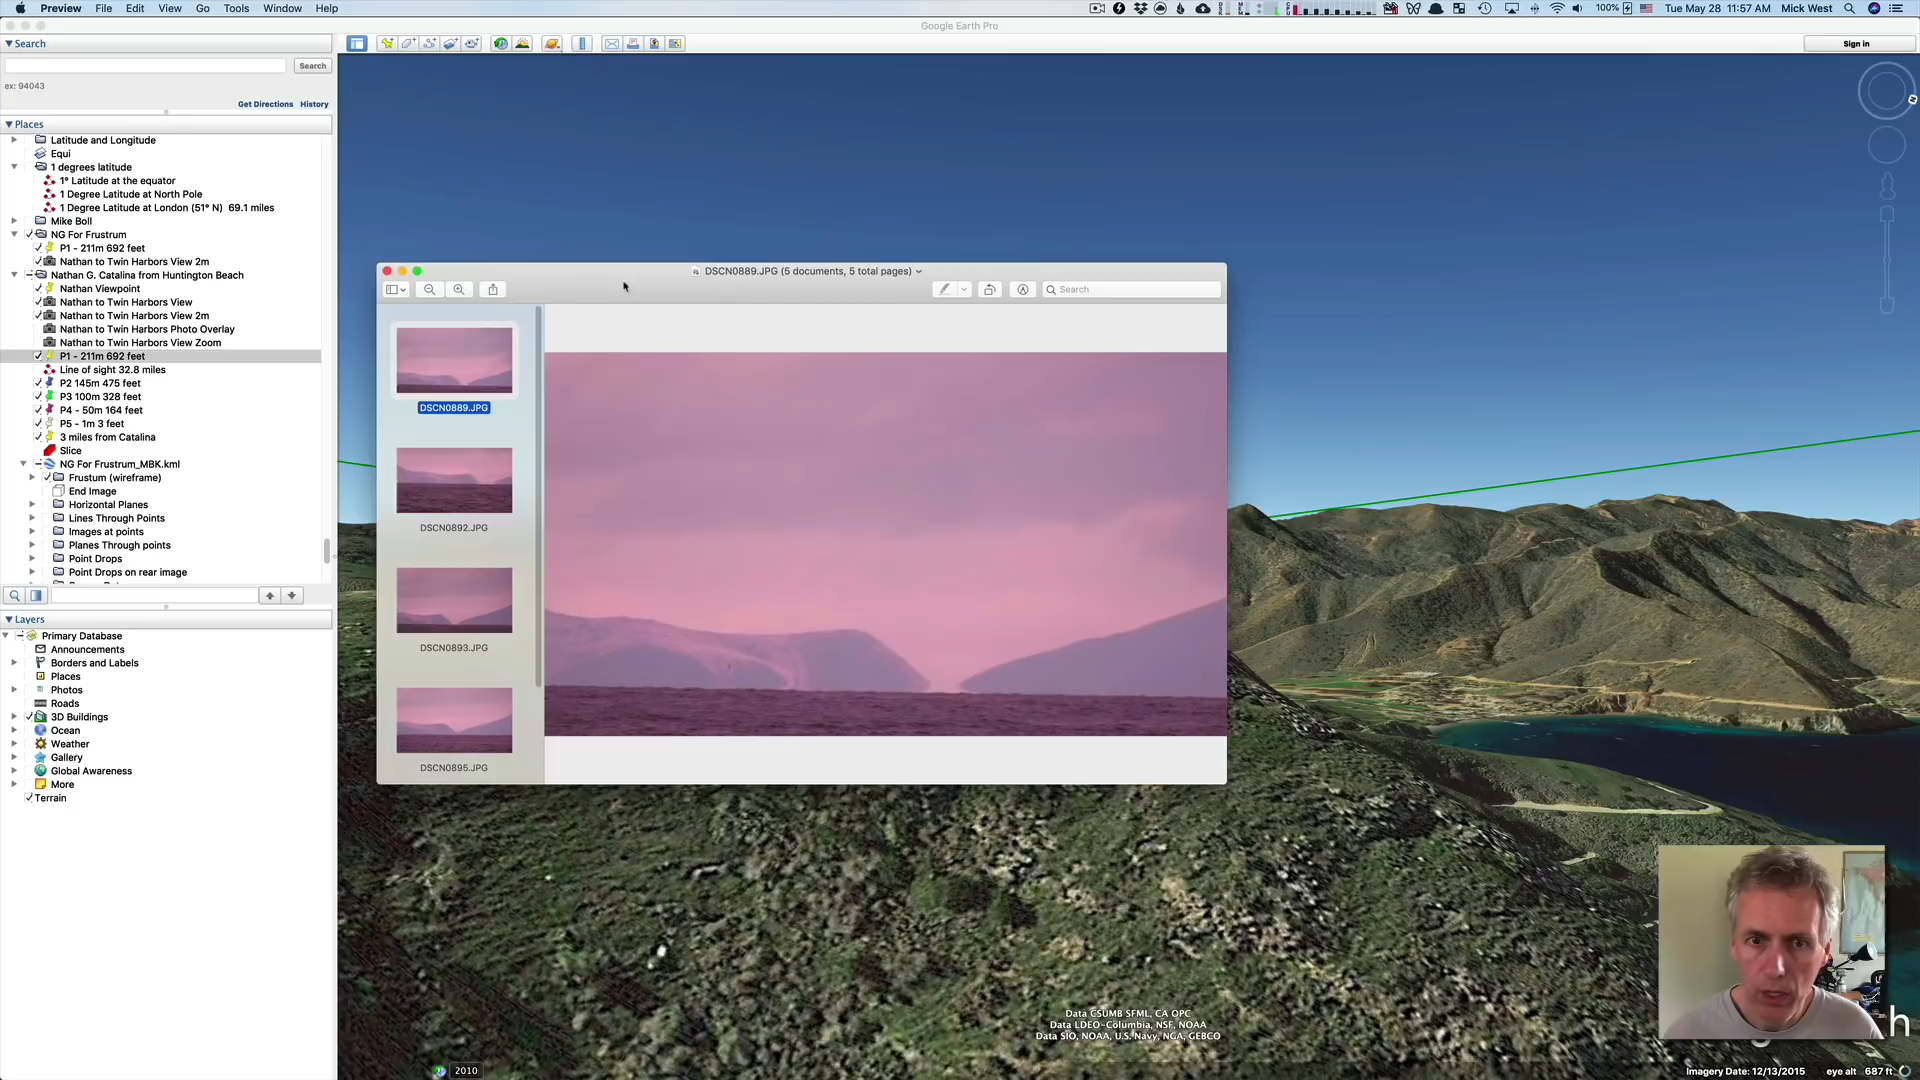 Preview File Edit View Go Tools Window Help
100% Tue May 28 11:57 AM Mick West
Google Earth Pro
Sign in
Search
Search
ex: 94043
Get Directions History
Places
Latitude and Longitude
Equi
1 degrees latitude
1° Latitude at the equator
1 Degree Latitude at North Pole
1 Degree Latitude at London (51° N) 69.1 miles
Mike Boll
NG For Frustrum
P1 - 211m 692 feet
Nathan to Twin Harbors View 2m
Nathan G. Catalina from Huntington Beach
Nathan Viewpoint
Nathan to Twin Harbors View
Nathan to Twin Harbors View 2m
Nathan to Twin Harbors Photo Overlay
Nathan to Twin Harbors View Zoom
P1 - 211m 692 feet
Line of sight 32.8 miles
P2 145m 475 feet
P3 100m 328 feet
P4 - 50m 164 feet
P5 - 1m 3 feet
3 miles from Catalina
Slice
NG For Frustrum_MBK.kml
Frustum (wireframe)
End Image
Horizontal Planes
Lines Through Points
Images at points
Planes Through points
Point Drops
Point Drops on rear image
Layers
Primary Database
Announcements
Borders and Labels
Places
Photos
Roads
3D Buildings
Ocean
Weather
Gallery
Global Awareness
More
Terrain
DSCN0889.JPG (5 documents, 5 total pages)
Search
DSCN0889.JPG
DSCN0892.JPG
DSCN0893.JPG
DSCN0895.JPG
N
Data CSUMB SFML, CA OPC
Data LDEO-Columbia, NSF, NOAA
Data SIO, NOAA, U.S. Navy, NGA, GEBCO
2010
Imagery Date: 12/13/2015 eye alt 687 ft